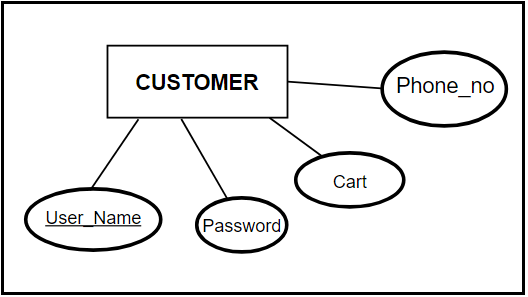 CUSTOMER
Phone_no
Cart
User_Name
Password